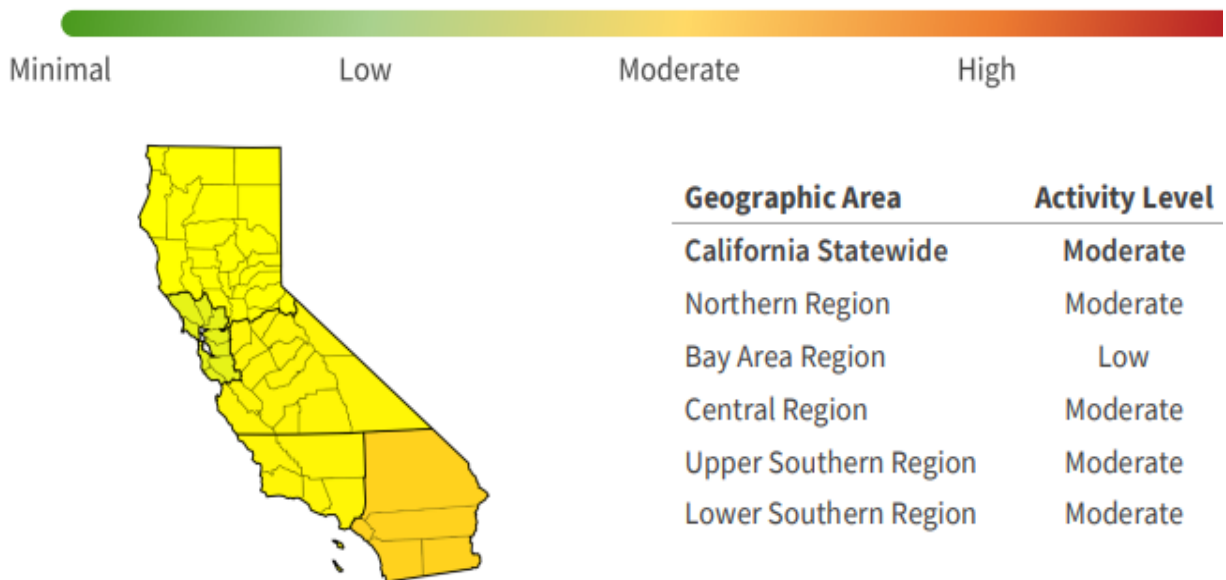 Minimal Low Moderate High
Geographic Area Activity Level
California Statewide Moderate
Northern Region Moderate
Bay Area Region Low
Central Region Moderate
Upper Southern Region Moderate
Lower Southern Region Moderate